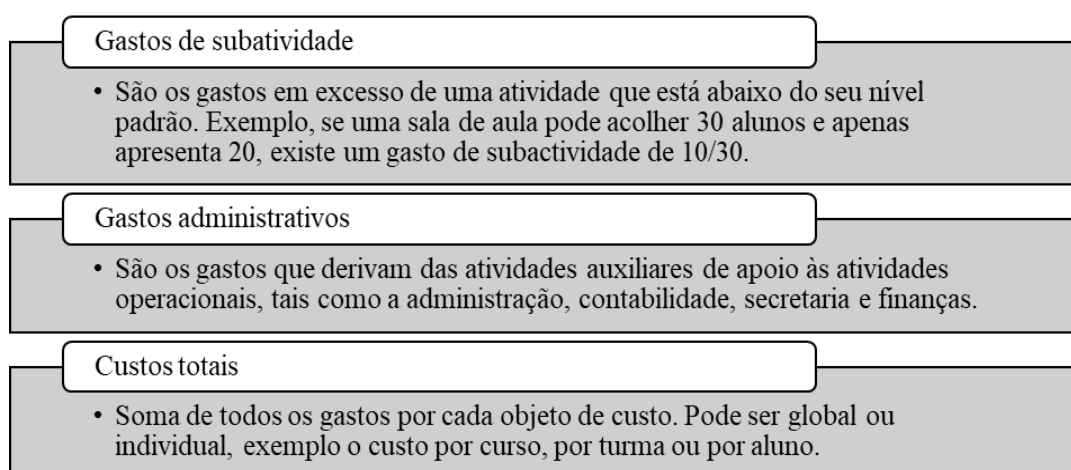 Gastos de subatividade
• São os gastos em excesso de uma atividade que está abaixo do seu nível
padrão. Exemplo, se uma sala de aula pode acolher 30 alunos e apenas
apresenta 20, existe um gasto de subactividade de 10/30.
Gastos administrativos
• São os gastos que derivam das atividades auxiliares de apoio às atividades
operacionais, tais como a administração, contabilidade, secretaria e finanças.
Custos totais
• Soma de todos os gastos por cada objeto de custo. Pode ser global ou
individual, exemplo o custo por curso, por turma ou por aluno.